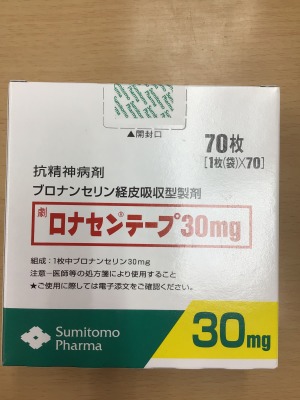 ▲開封口
70枚
[1枚(袋)×70]
抗精神病剤
ブロナンセリン経皮吸収型製剤
劇 ロナセン®テープ30mg
組成：1枚中ブロナンセリン30mg
注意－医師等の処方箋により使用すること
★ご使用に際しては電子添文をご確認ください。
Sumitomo
Pharma
30mg